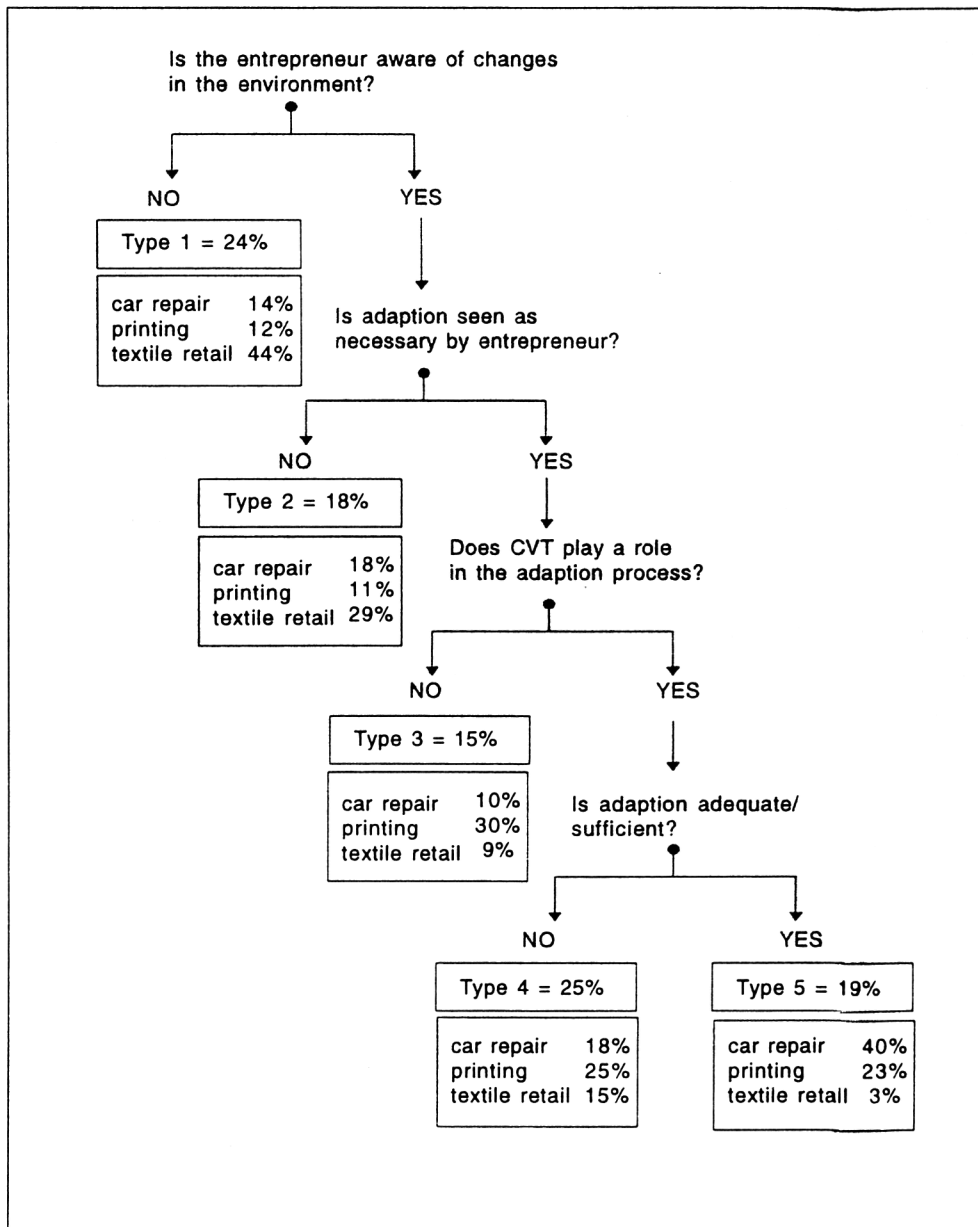 Is the entrepreneur aware of changes
in the environment?
NO
YES
Type 1 = 24%
car repair 14%
printing 12%
textile retail 44%
Is adaption seen as
necessary by entrepreneur?
NO
YES
Type 2 = 18%
car repair 18%
printing 11%
textile retail 29%
Does CVT play a role
in the adaption process?
NO
YES
Type 3 = 15%
car repair 10%
printing 30%
textile retail 9%
Is adaption adequate/
sufficient?
NO
YES
Type 4 = 25%
car repair 18%
printing 25%
textile retail 15%
Type 5 = 19%
car repair 40%
printing 23%
textile retail 3%